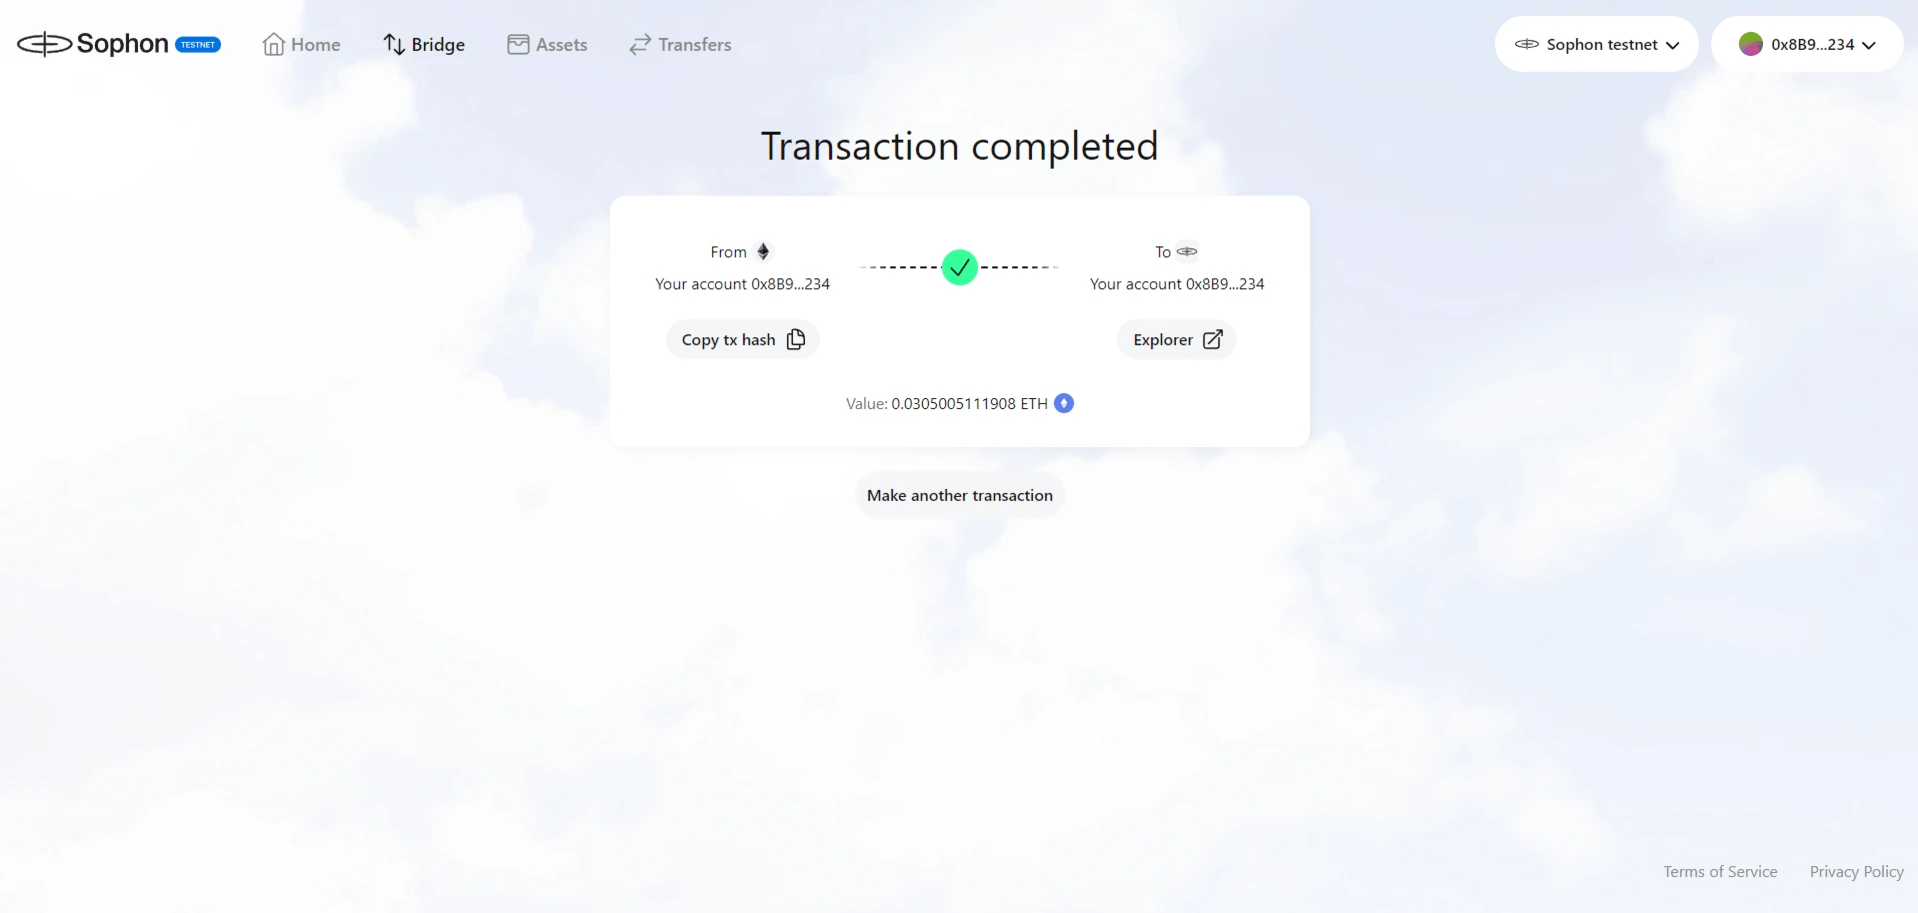 Sophon TESTNET Home Bridge Assets Transfers Sophon testnet 0x8B9...234
Transaction completed
From To
Your account 0x8B9...234 Your account 0x8B9...234
Copy tx hash Explorer
Value: 0.0305005111908 ETH
Make another transaction
Terms of Service Privacy Policy